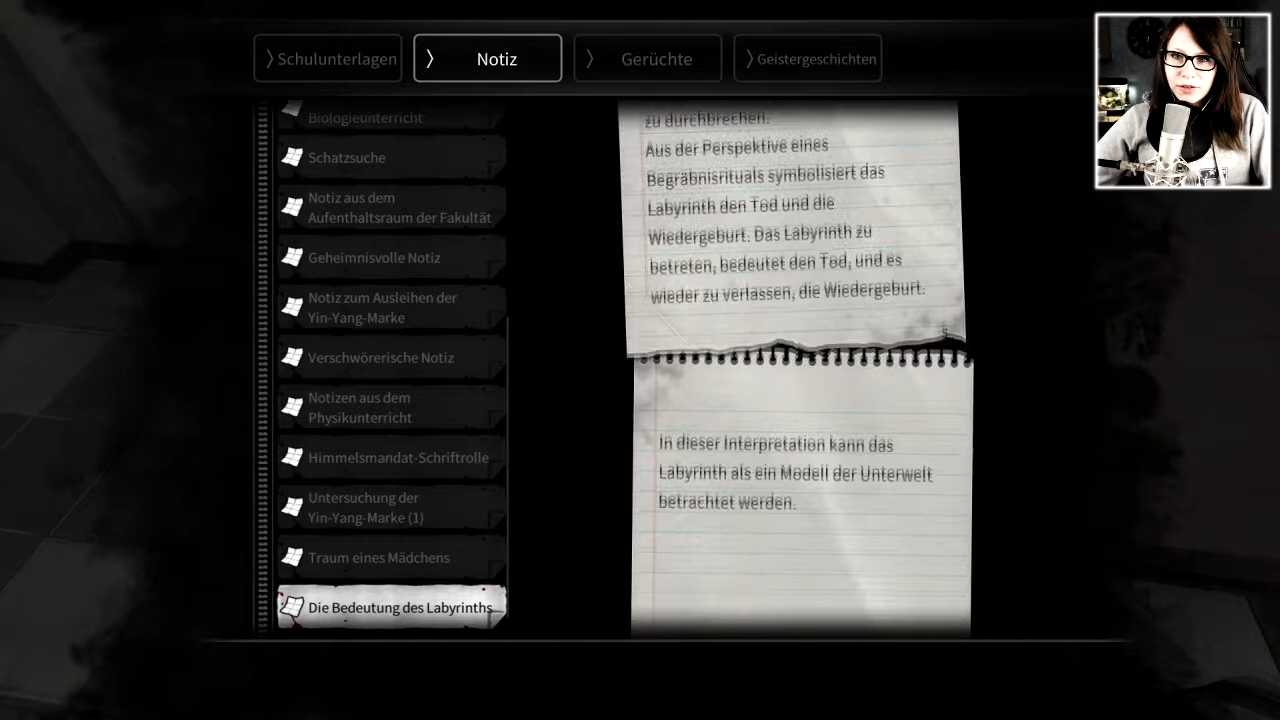 Schulunterlagen
Notiz
Gerüchte
Geistergeschichten
Biologieunterricht
Schatzsuche
Notiz aus dem
Aufenthaltsraum der Fakultät
Geheimnisvolle Notiz
Notiz zum Ausleihen der
Yin-Yang-Marke
Verschwörerische Notiz
Notizen aus dem
Physikunterricht
Himmelsmandat-Schriftrolle
Untersuchung der
Yin-Yang-Marke (1)
Traum eines Mädchens
Die Bedeutung des Labyrinths
zu durchbrechen.
Aus der Perspektive eines
Begräbnisrituals symbolisiert das
Labyrinth den Tod und die
Wiedergeburt. Das Labyrinth zu
betreten, bedeutet den Tod, und es
wieder zu verlassen, die Wiedergeburt.
5
In dieser Interpretation kann das
Labyrinth als ein Modell der Unterwelt
betrachtet werden.